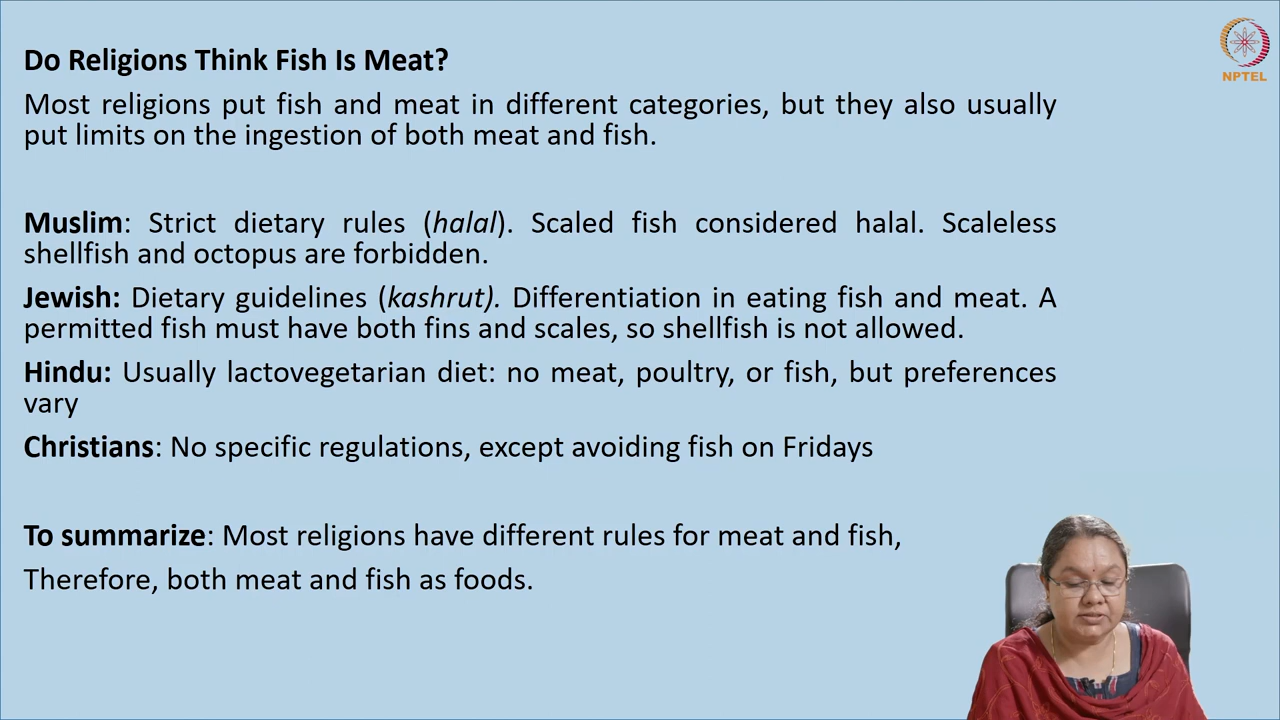 Do Religions Think Fish Is Meat?
NPTEL
Most religions put fish and meat in different categories, but they also usually
put limits on the ingestion of both meat and fish.
Muslim: Strict dietary rules (halal). Scaled fish considered halal. Scaleless
shellfish and octopus are forbidden.
Jewish: Dietary guidelines (kashrut). Differentiation in eating fish and meat. A
permitted fish must have both fins and scales, so shellfish is not allowed.
Hindu: Usually lactovegetarian diet: no meat, poultry, or fish, but preferences
vary
Christians: No specific regulations, except avoiding fish on Fridays
To summarize: Most religions have different rules for meat and fish,
Therefore, both meat and fish as foods.